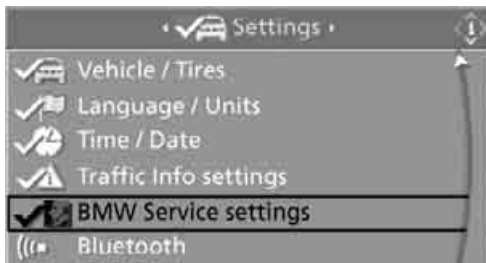 Settings
Vehicle / Tires
Language / Units
Time / Date
Traffic Info settings
BMW Service settings
Bluetooth